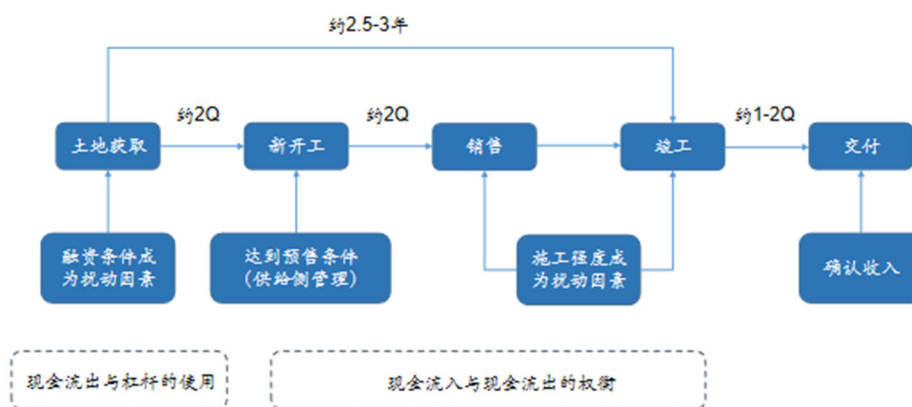 约2.5-3年
约2Q
约2Q
约1-2Q
土地获取
新开工
销售
竣工
交付
融资条件成
为扰动因素
达到预售条件
(供给侧管理)
施工强度成
为扰动因素
确认收入
现金流出与杠杆的使用
现金流入与现金流出的权衡